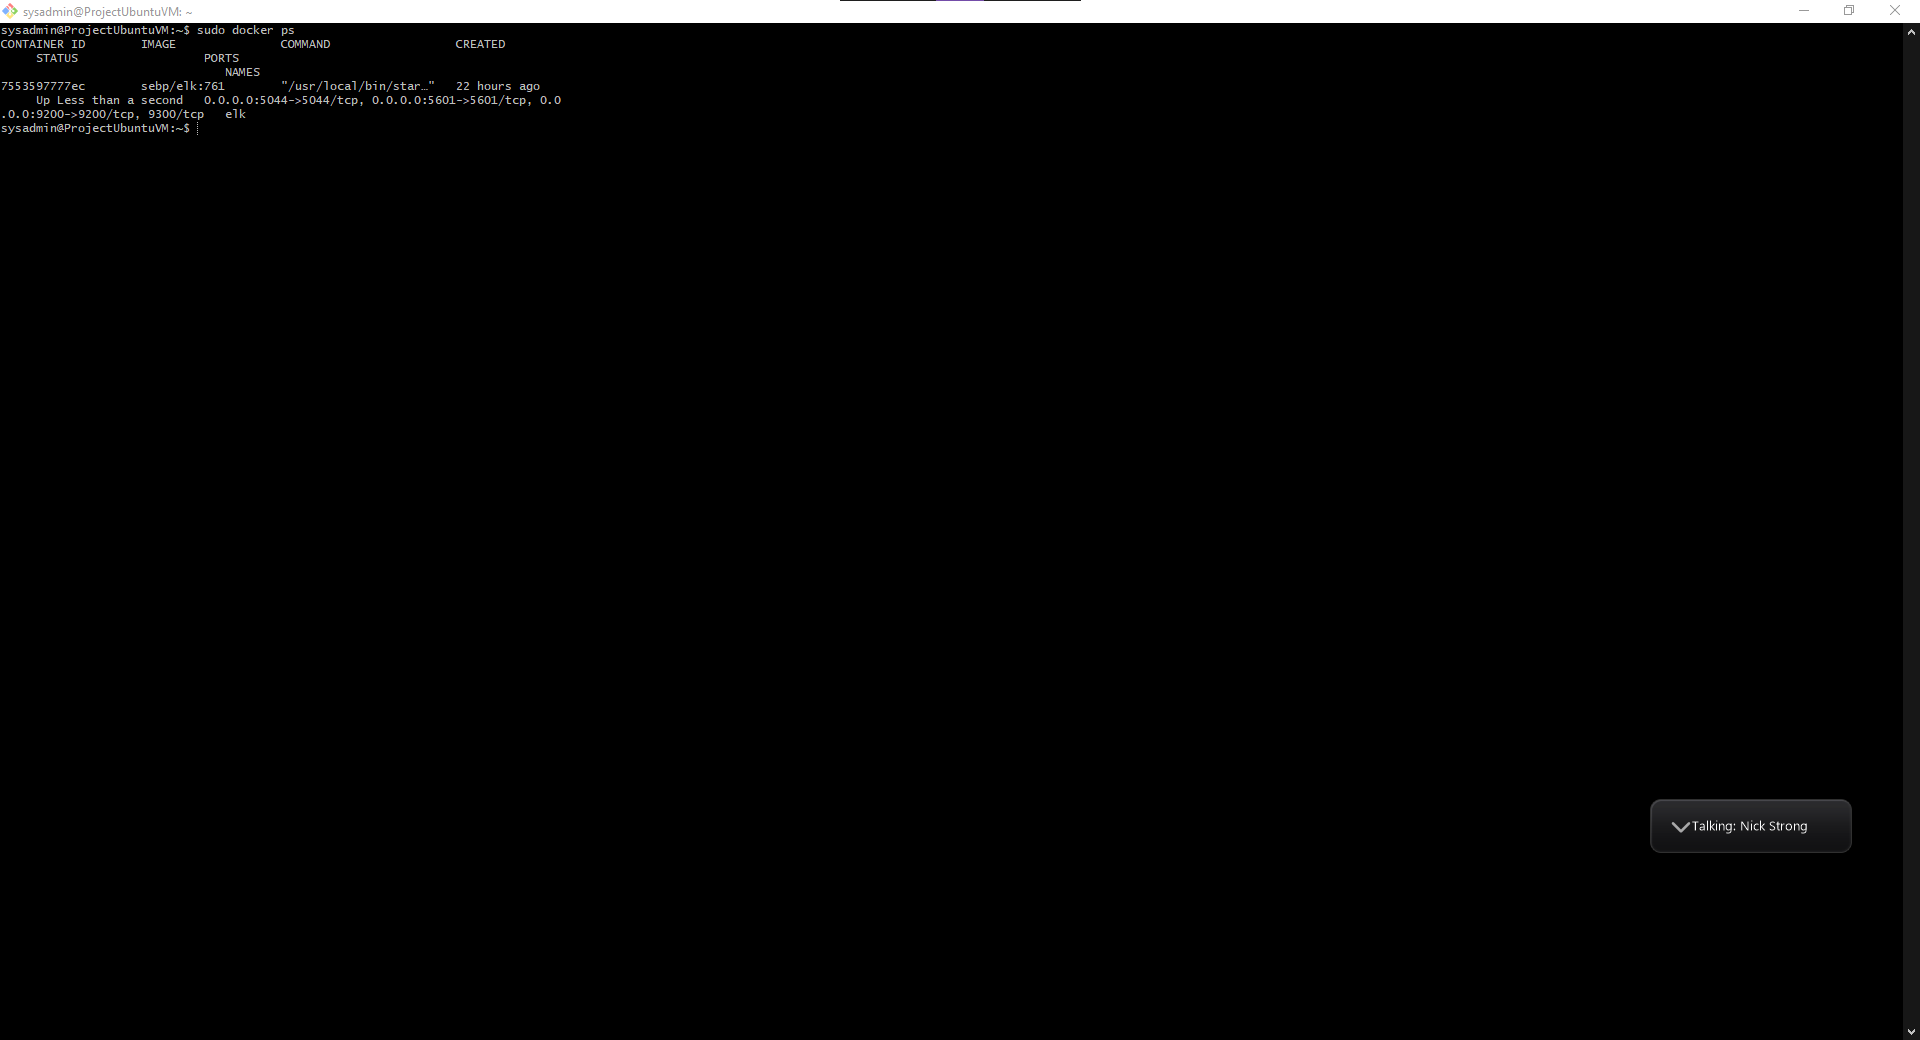 sysadmin@ProjectUbuntuVM: ~
sysadmin@ProjectUbuntuVM:~$ sudo docker ps
CONTAINER ID        IMAGE               COMMAND                  CREATED
     STATUS                  PORTS
                                NAMES
7553597777ec        sebp/elk:761        "/usr/local/bin/star…"   22 hours ago
     Up Less than a second   0.0.0.0:5044->5044/tcp, 0.0.0.0:5601->5601/tcp, 0.0
.0.0:9200->9200/tcp, 9300/tcp   elk
sysadmin@ProjectUbuntuVM:~$
Talking: Nick Strong